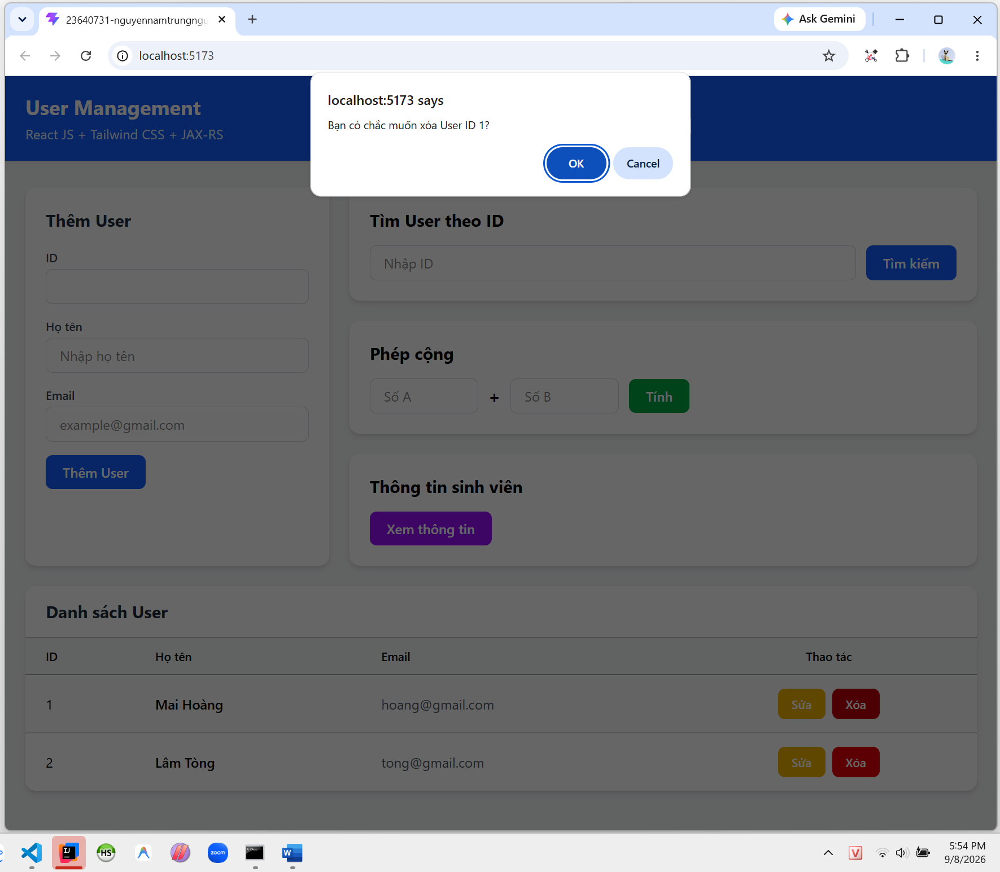 23640731-nguyennamtrungngu
Ask Gemini
localhost:5173
localhost:5173 says
Bạn có chắc muốn xóa User ID 1?
OK
Cancel
User Management
React JS + Tailwind CSS + JAX-RS
Thêm User
ID
Họ tên
Nhập họ tên
Email
example@gmail.com
Thêm User
Tìm User theo ID
Nhập ID
Tìm kiếm
Phép cộng
Số A
+
Số B
Tính
Thông tin sinh viên
Xem thông tin
Danh sách User
ID Họ tên Email Thao tác
1 Mai Hoàng hoang@gmail.com Sửa Xóa
2 Lâm Tòng tong@gmail.com Sửa Xóa
IJ
HS
zoom
C:\
W
V
5:54 PM
9/8/2026